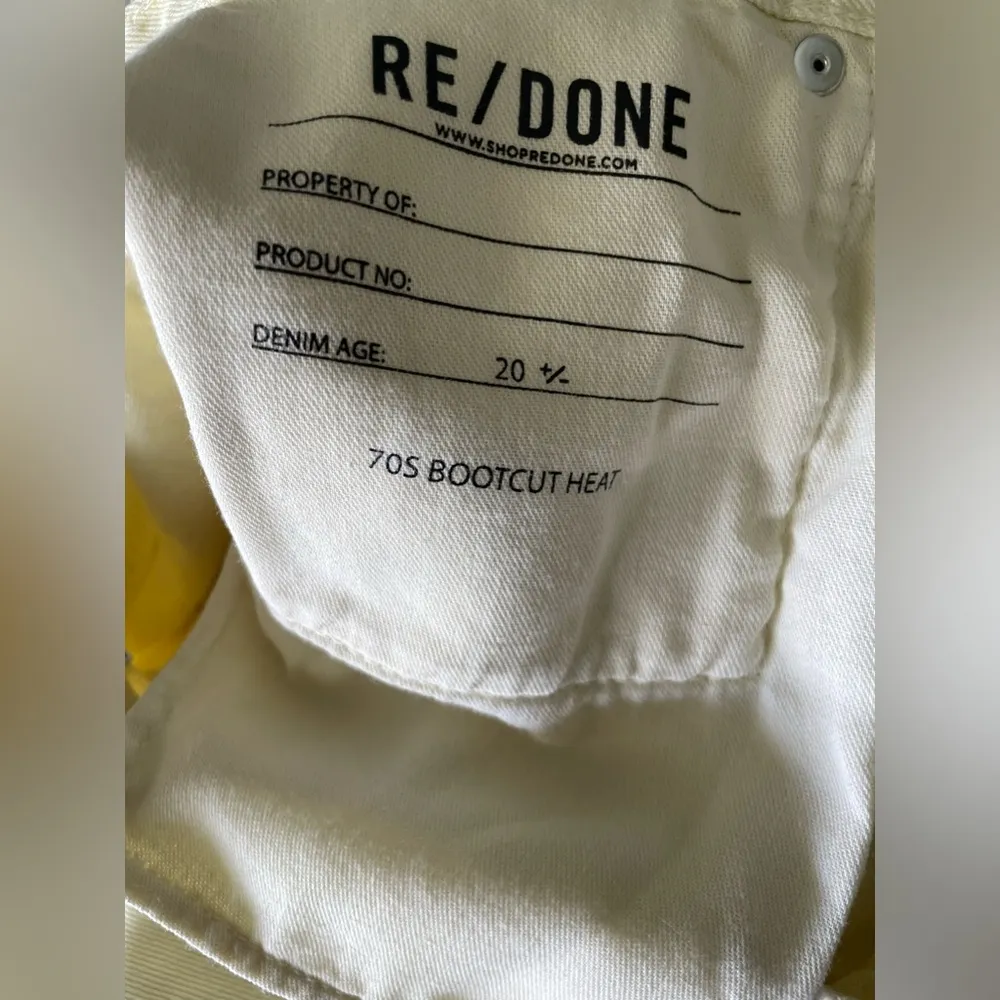 RE/DONE
WWW.SHOPREDONE.COM
PROPERTY OF:
PRODUCT NO:
DENIM AGE: 20 +/-
70S BOOTCUT HEAT